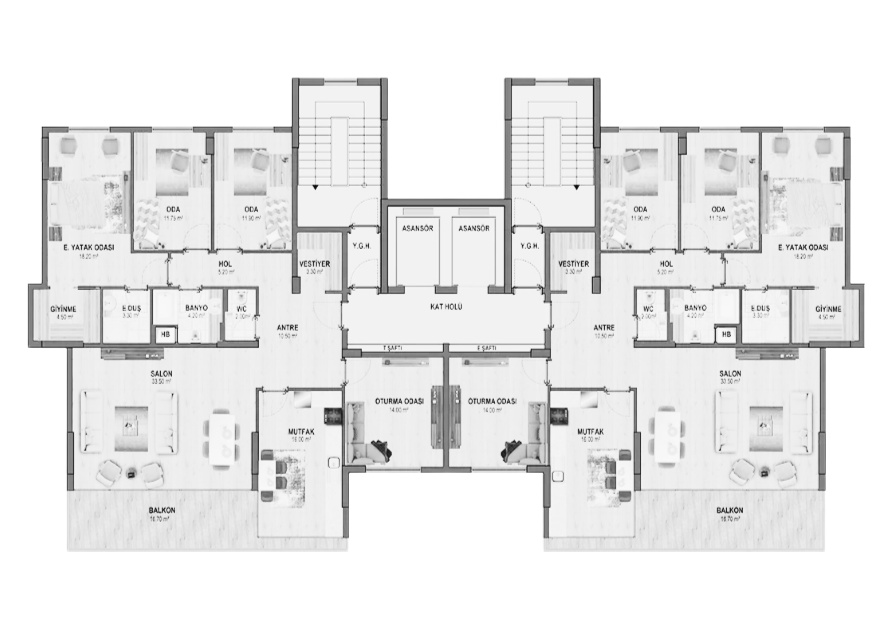 ASANSÖR
ASANSÖR
ODA
11.75 m²
ODA
11.90 m²
ODA
11.90 m²
ODA
11.75 m²
E. YATAK ODASI
18.20 m²
Y.G.H.
Y.G.H.
E. YATAK ODASI
18.20 m²
HOL
5.20 m²
VESTİYER
3.30 m²
VESTİYER
3.30 m²
HOL
5.20 m²
GİYİNME
4.50 m²
E.DUŞ
3.30 m²
BANYO
4.20 m²
WC
2.00 m²
KAT HOLÜ
WC
2.00 m²
BANYO
4.20 m²
E.DUŞ
3.30 m²
GİYİNME
4.50 m²
HB
ANTRE
10.50 m²
ANTRE
10.50 m²
HB
T.ŞAFTI
E.ŞAFTI
SALON
33.50 m²
SALON
33.50 m²
OTURMA ODASI
14.00 m²
OTURMA ODASI
14.00 m²
MUTFAK
16.00 m²
MUTFAK
16.00 m²
BALKON
16.70 m²
BALKON
16.70 m²